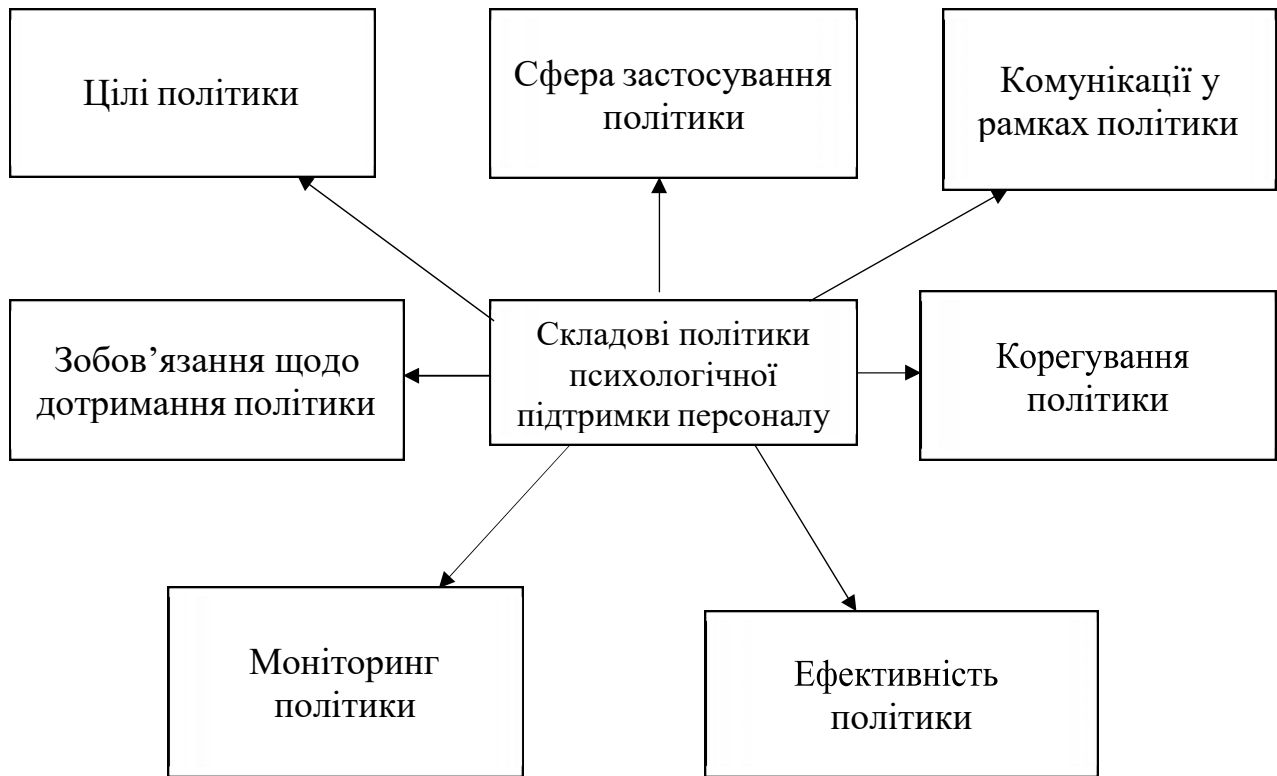 Цілі політики
Сфера застосування
політики
Комунікації у
рамках політики
Зобов’язання щодо
дотримання політики
Складові політики
психологічної
підтримки персоналу
Корегування
політики
Моніторинг
політики
Ефективність
політики